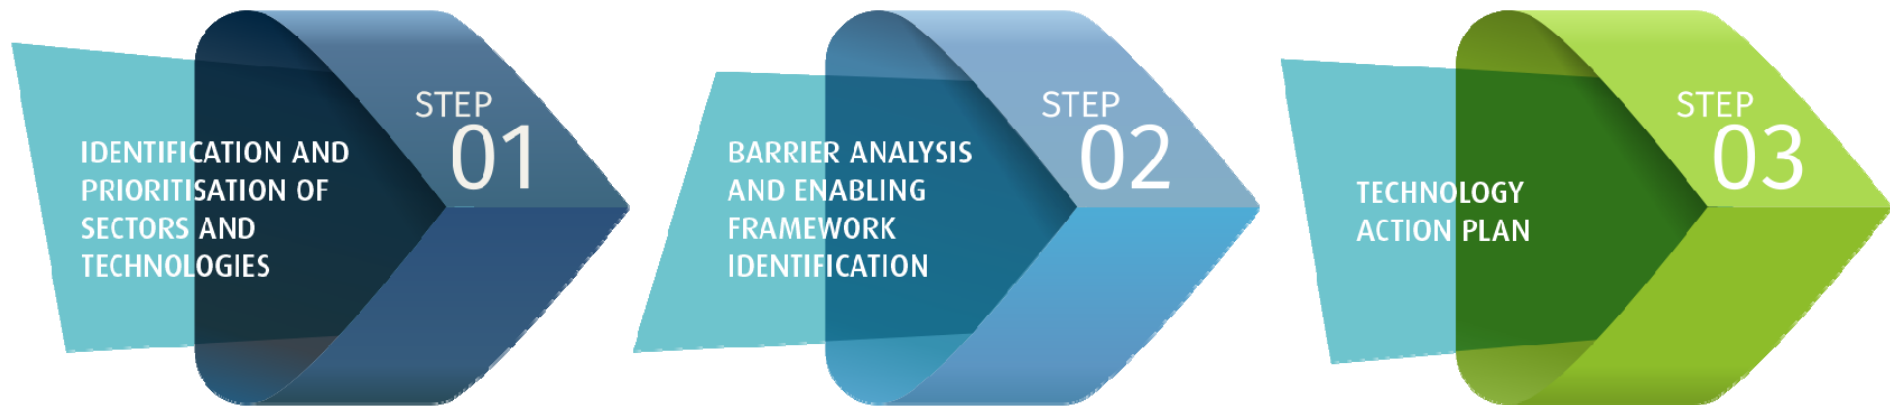 STEP
01
IDENTIFICATION AND
PRIORITISATION OF
SECTORS AND
TECHNOLOGIES
STEP
02
BARRIER ANALYSIS
AND ENABLING
FRAMEWORK
IDENTIFICATION
STEP
03
TECHNOLOGY
ACTION PLAN